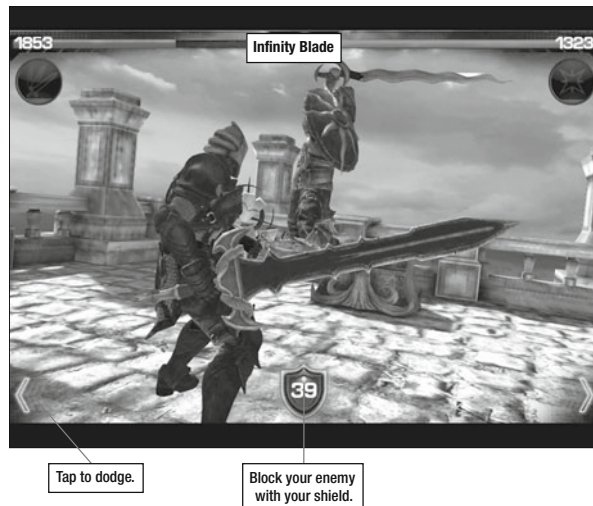 1853
Infinity Blade
1323
39
Tap to dodge.
Block your enemy
with your shield.